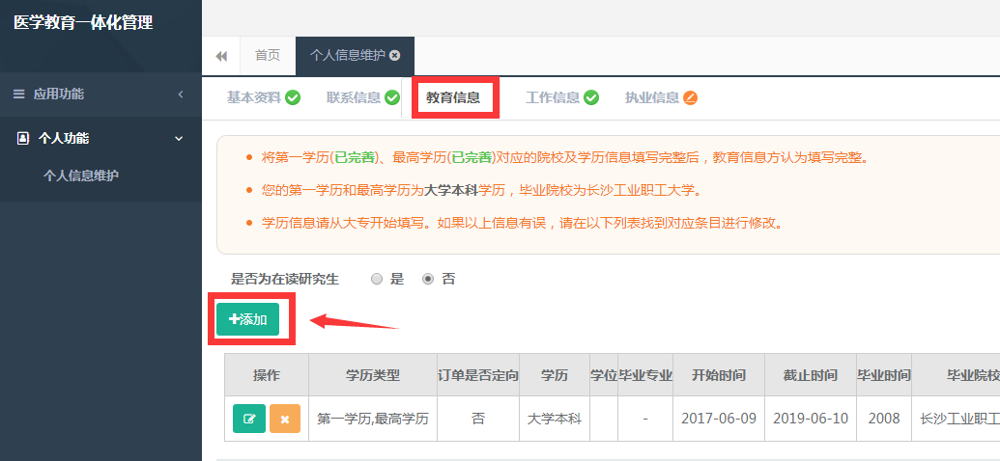 医学教育一体化管理
首页
个人信息维护
应用功能
个人功能
个人信息维护
基本资料 联系信息 教育信息 工作信息 执业信息
将第一学历(已完善)、最高学历(已完善)对应的院校及学历信息填写完整后，教育信息方认为填写完整。
您的第一学历和最高学历为大学本科学历，毕业院校为长沙工业职工大学。
学历信息请从大专开始填写。如果以上信息有误，请在以下列表找到对应条目进行修改。
是否为在读研究生 是 否
添加
操作 学历类型 订单是否定向 学历 学位 毕业专业 开始时间 截止时间 毕业时间 毕业院校
第一学历,最高学历 否 大学本科 - 2017-06-09 2019-06-10 2008 长沙工业职工